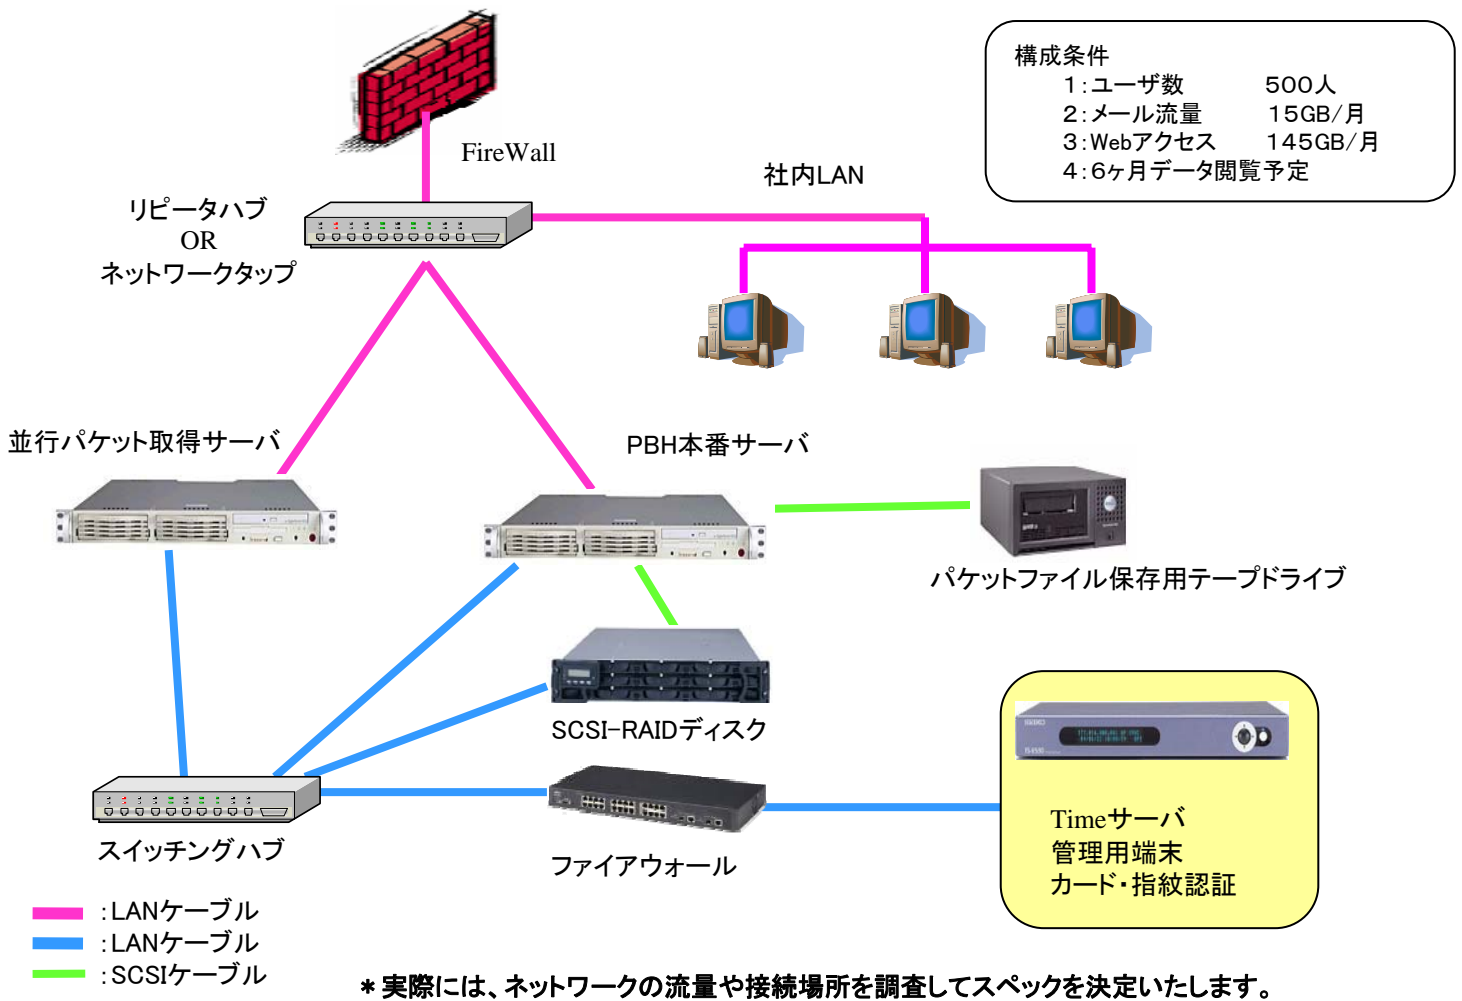 構成条件
1:ユーザ数 500人
2:メール流量 15GB/月
3:Webアクセス 145GB/月
4:6ヶ月データ閲覧予定
FireWall
社内LAN
リピータハブ
OR
ネットワークタップ
並行パケット取得サーバ
PBH本番サーバ
パケットファイル保存用テープドライブ
SCSI-RAIDディスク
Timeサーバ
管理用端末
カード・指紋認証
スイッチングハブ
ファイアウォール
:LANケーブル
:LANケーブル
:SCSIケーブル
*実際には、ネットワークの流量や接続場所を調査してスペックを決定いたします。